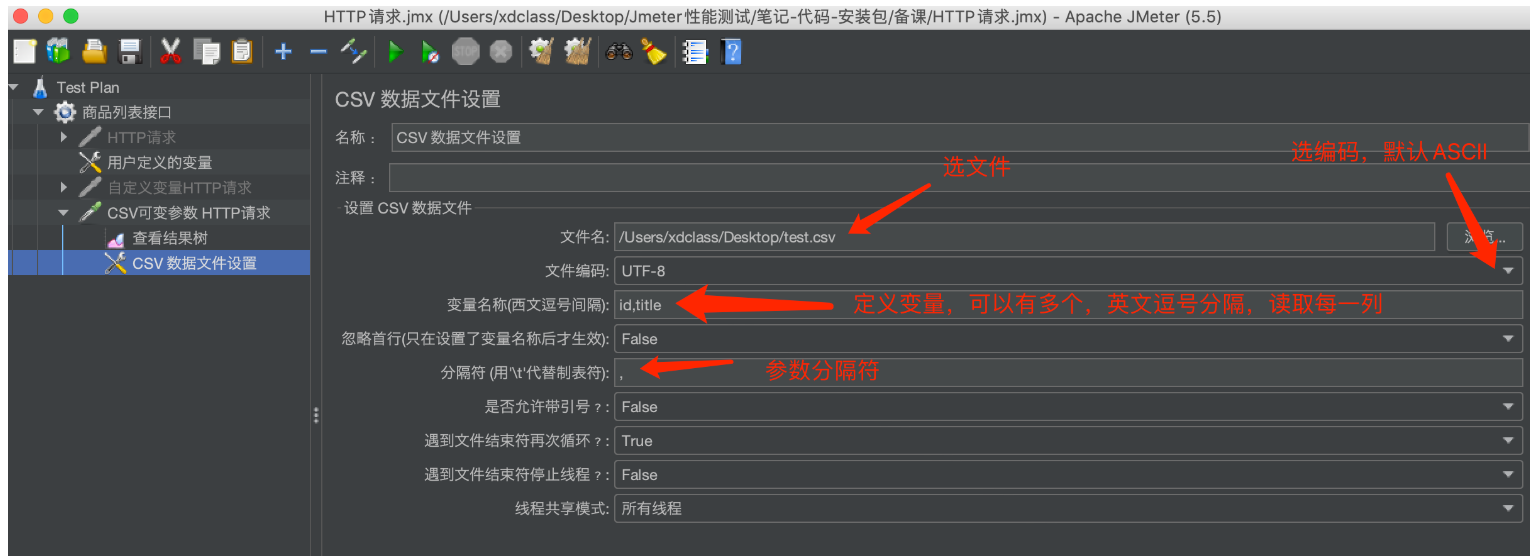 HTTP请求.jmx (/Users/xdclass/Desktop/Jmeter性能测试/笔记-代码-安装包/备课/HTTP请求.jmx) - Apache JMeter (5.5)
STOP
?
Test Plan
商品列表接口
HTTP请求
用户定义的变量
自定义变量HTTP请求
CSV可变参数 HTTP请求
查看结果树
CSV 数据文件设置
CSV 数据文件设置
名称: CSV 数据文件设置
选文件
选编码，默认ASCII
注释:
设置 CSV 数据文件
文件名: /Users/xdclass/Desktop/test.csv 浏览...
文件编码: UTF-8
变量名称(西文逗号间隔): id,title 定义变量，可以有多个，英文逗号分隔，读取每一列
忽略首行(只在设置了变量名称后才生效): False
分隔符 (用'\t'代替制表符): , 参数分隔符
是否允许带引号?: False
遇到文件结束符再次循环?: True
遇到文件结束符停止线程?: False
线程共享模式: 所有线程